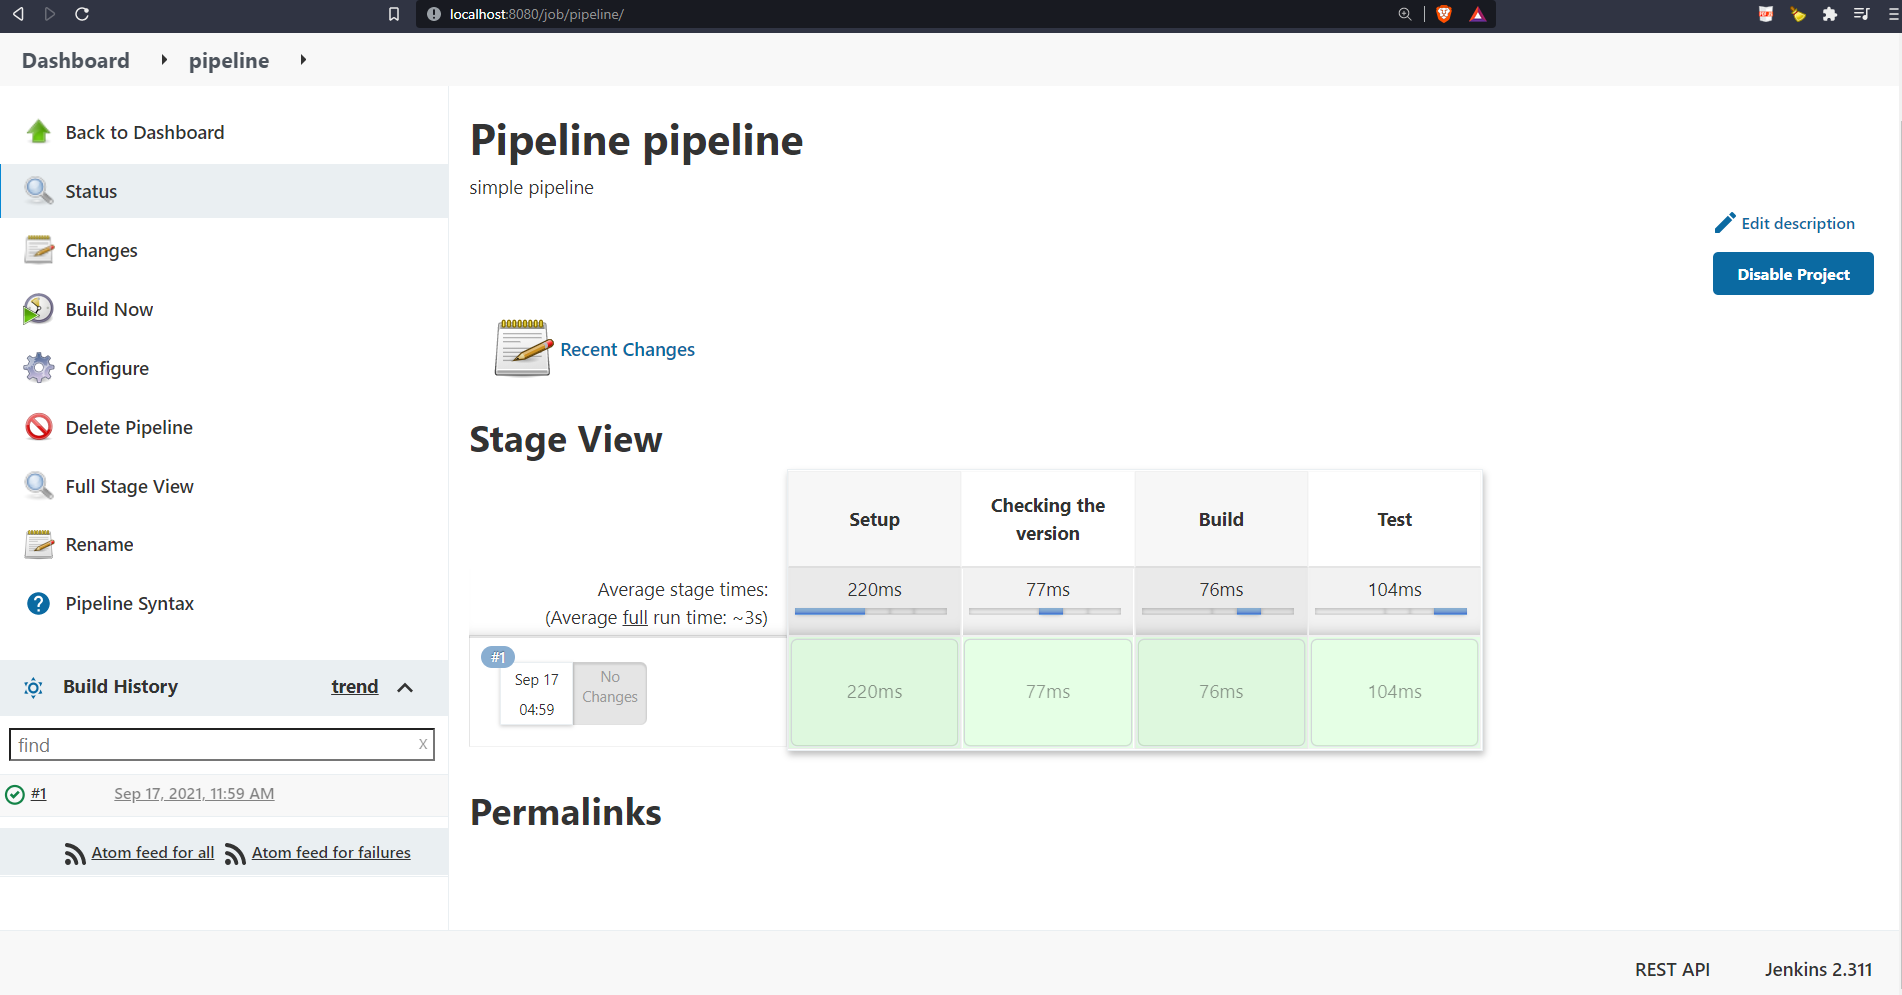 localhost:8080/job/pipeline/
Dashboard
pipeline
Back to Dashboard
Status
Changes
Build Now
Configure
Delete Pipeline
Full Stage View
Rename
Pipeline Syntax
Build History
trend
find
X
#1
Sep 17, 2021, 11:59 AM
Atom feed for all
Atom feed for failures
Pipeline pipeline
simple pipeline
Edit description
Disable Project
Recent Changes
Stage View
Setup
Checking the
version
Build
Test
Average stage times:
(Average full run time: ~3s)
220ms
77ms
76ms
104ms
#1
Sep 17
04:59
No
Changes
220ms
77ms
76ms
104ms
Permalinks
REST API
Jenkins 2.311